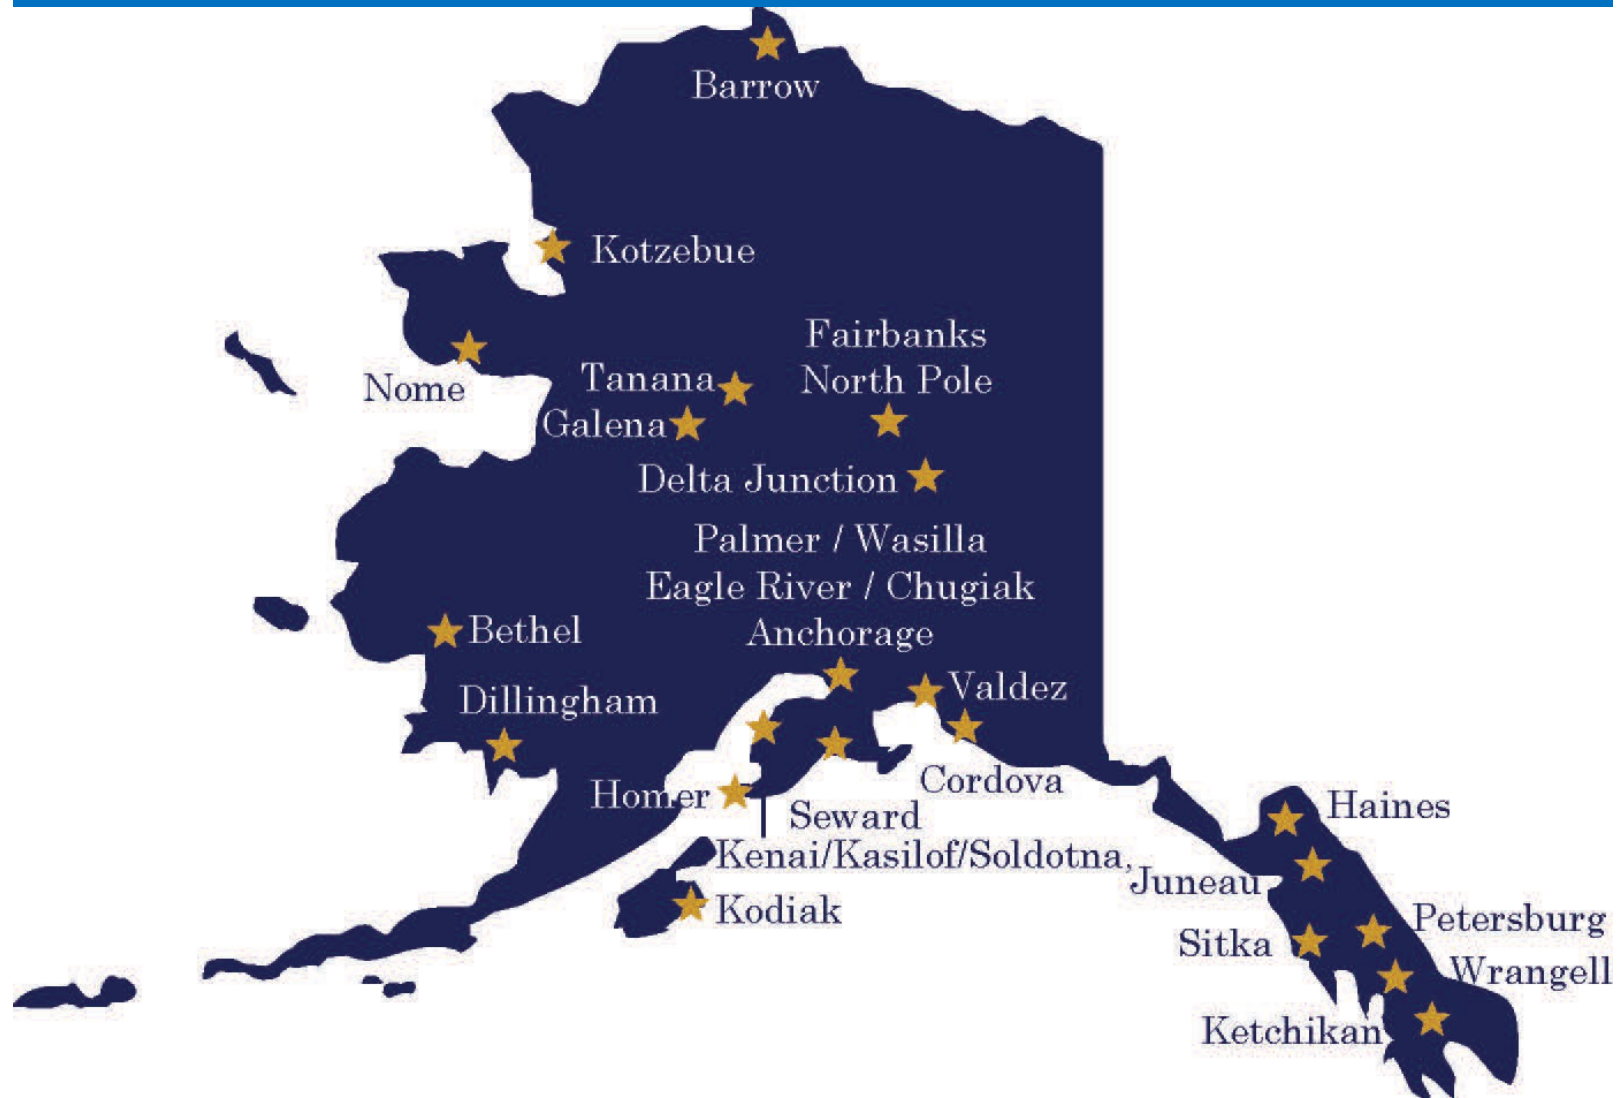 Barrow
Kotzebue
Fairbanks
North Pole
Tanana
Nome
Galena
Delta Junction
Palmer / Wasilla
Eagle River / Chugiak
Anchorage
Bethel
Dillingham
Valdez
Homer
Cordova
Seward
Haines
Kenai/Kasilof/Soldotna,
Juneau
Kodiak
Petersburg
Sitka
Wrangell
Ketchikan